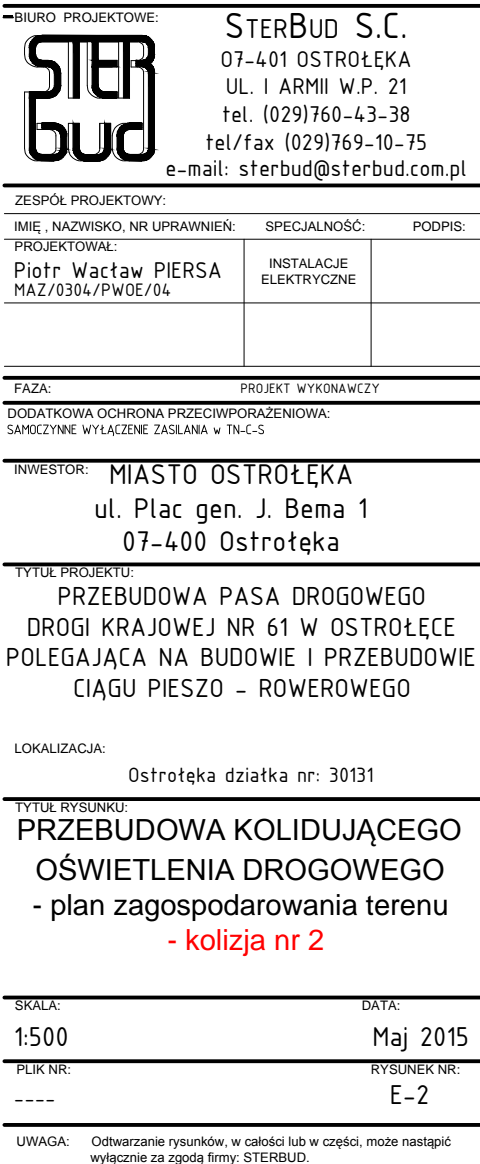 BIURO PROJEKTOWE:
STER
bud
STERBUD S.C.
07-401 OSTROŁĘKA
UL. I ARMII W.P. 21
tel. (029)760-43-38
tel/fax (029)769-10-75
e-mail: sterbud@sterbud.com.pl
ZESPÓŁ PROJEKTOWY:
IMIĘ , NAZWISKO, NR UPRAWNIEŃ: SPECJALNOŚĆ: PODPIS:
PROJEKTOWAŁ:
Piotr Wacław PIERSA
MAZ/0304/PWOE/04
INSTALACJE
ELEKTRYCZNE
FAZA: PROJEKT WYKONAWCZY
DODATKOWA OCHRONA PRZECIWPORAŻENIOWA:
SAMOCZYNNE WYŁĄCZENIE ZASILANIA w TN-C-S
INWESTOR: MIASTO OSTROŁĘKA
ul. Plac gen. J. Bema 1
07-400 Ostrołęka
TYTUŁ PROJEKTU:
PRZEBUDOWA PASA DROGOWEGO
DROGI KRAJOWEJ NR 61 W OSTROŁĘCE
POLEGAJĄCA NA BUDOWIE I PRZEBUDOWIE
CIĄGU PIESZO - ROWEROWEGO
LOKALIZACJA:
Ostrołęka działka nr: 30131
TYTUŁ RYSUNKU:
PRZEBUDOWA KOLIDUJĄCEGO
OŚWIETLENIA DROGOWEGO
- plan zagospodarowania terenu
- kolizja nr 2
SKALA: DATA:
1:500 Maj 2015
PLIK NR: RYSUNEK NR:
---- E-2
UWAGA: Odtwarzanie rysunków, w całości lub w części, może nastąpić
wyłącznie za zgodą firmy: STERBUD.